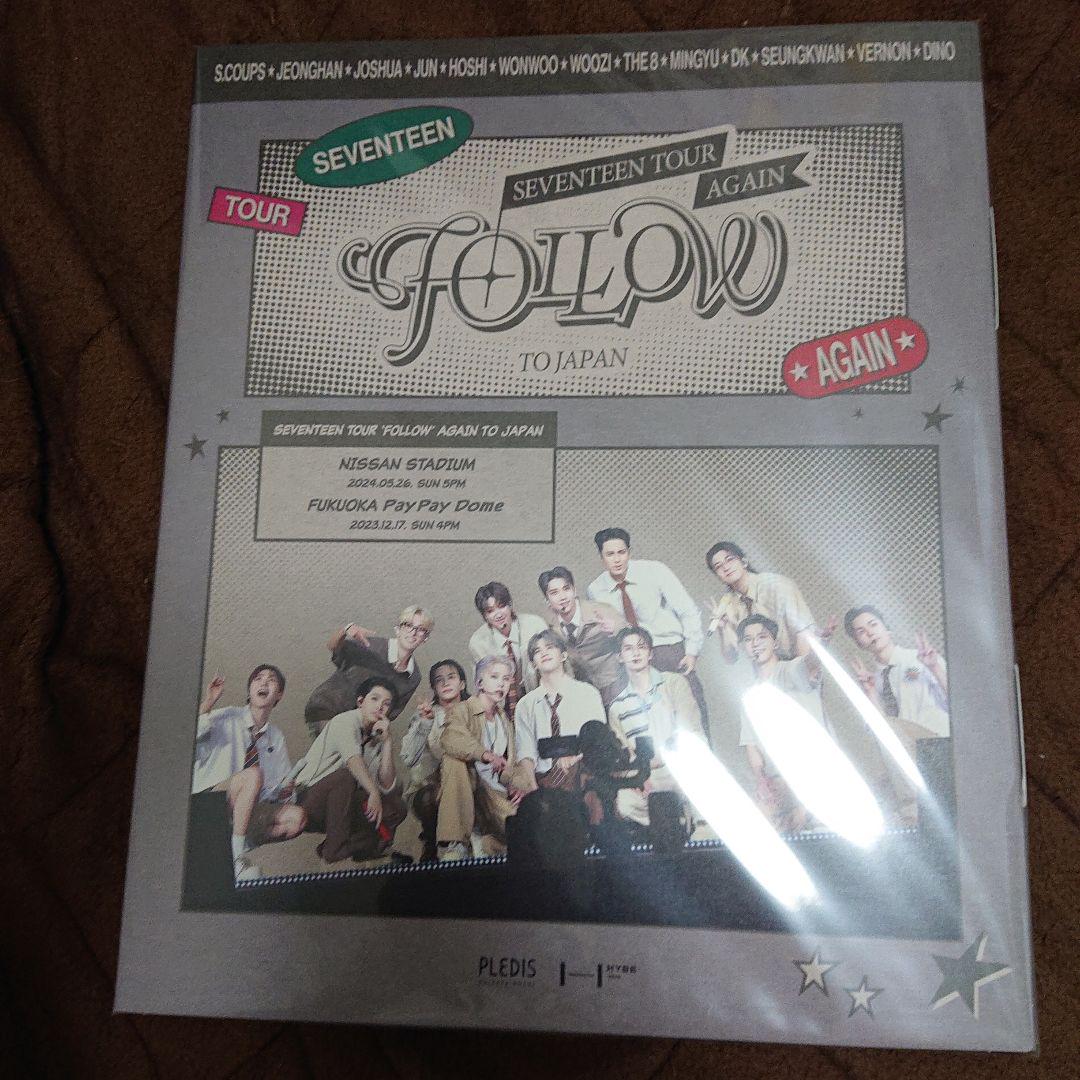 S.COUPS★JEONGHAN★JOSHUA★JUN★HOSHI★WONWOO★WOOZI★THE 8★MINGYU★DK★SEUNGKWAN★VERNON★DINO
SEVENTEEN
TOUR
SEVENTEEN TOUR
AGAIN
FOLLOW
TO JAPAN
★AGAIN★
SEVENTEEN TOUR 'FOLLOW' AGAIN TO JAPAN
NISSAN STADIUM
2024.05.26. SUN 5PM
FUKUOKA PayPay Dome
2023.12.17. SUN 4PM
PLEDIS
HYBE